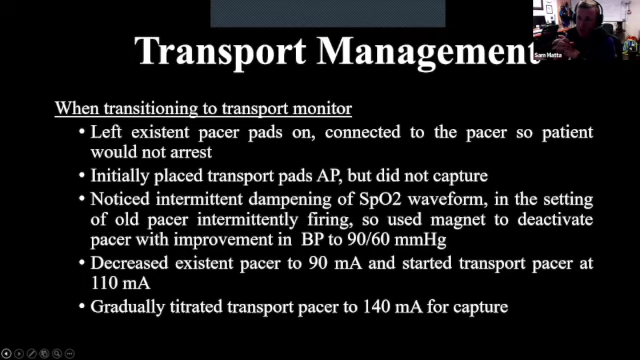 Transport Management
Sam Matta
When transitioning to transport monitor
• Left existent pacer pads on, connected to the pacer so patient
would not arrest
• Initially placed transport pads AP, but did not capture
• Noticed intermittent dampening of SpO2 waveform, in the setting
of old pacer intermittently firing, so used magnet to deactivate
pacer with improvement in BP to 90/60 mmHg
• Decreased existent pacer to 90 mA and started transport pacer at
110 mA
• Gradually titrated transport pacer to 140 mA for capture